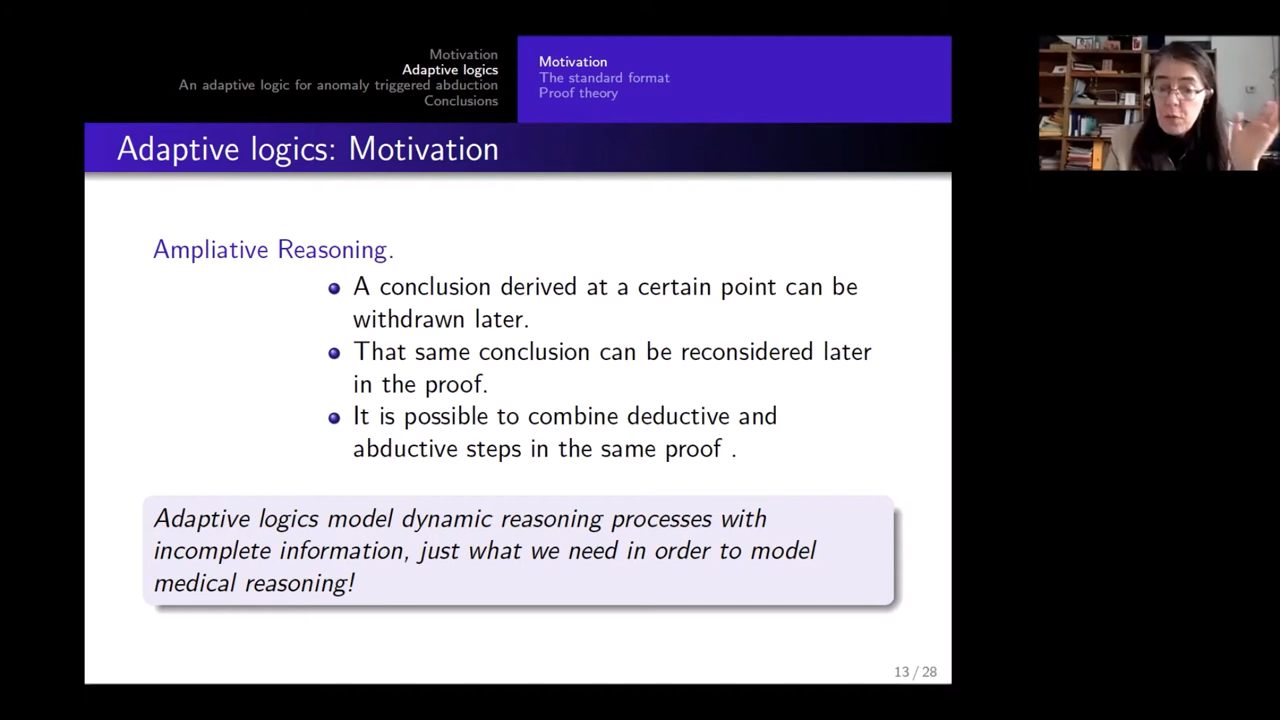 Motivation
Adaptive logics
An adaptive logic for anomaly triggered abduction
Conclusions
Motivation
The standard format
Proof theory
Adaptive logics: Motivation
Ampliative Reasoning.
A conclusion derived at a certain point can be
withdrawn later.
That same conclusion can be reconsidered later
in the proof.
It is possible to combine deductive and
abductive steps in the same proof .
Adaptive logics model dynamic reasoning processes with
incomplete information, just what we need in order to model
medical reasoning!
13 / 28